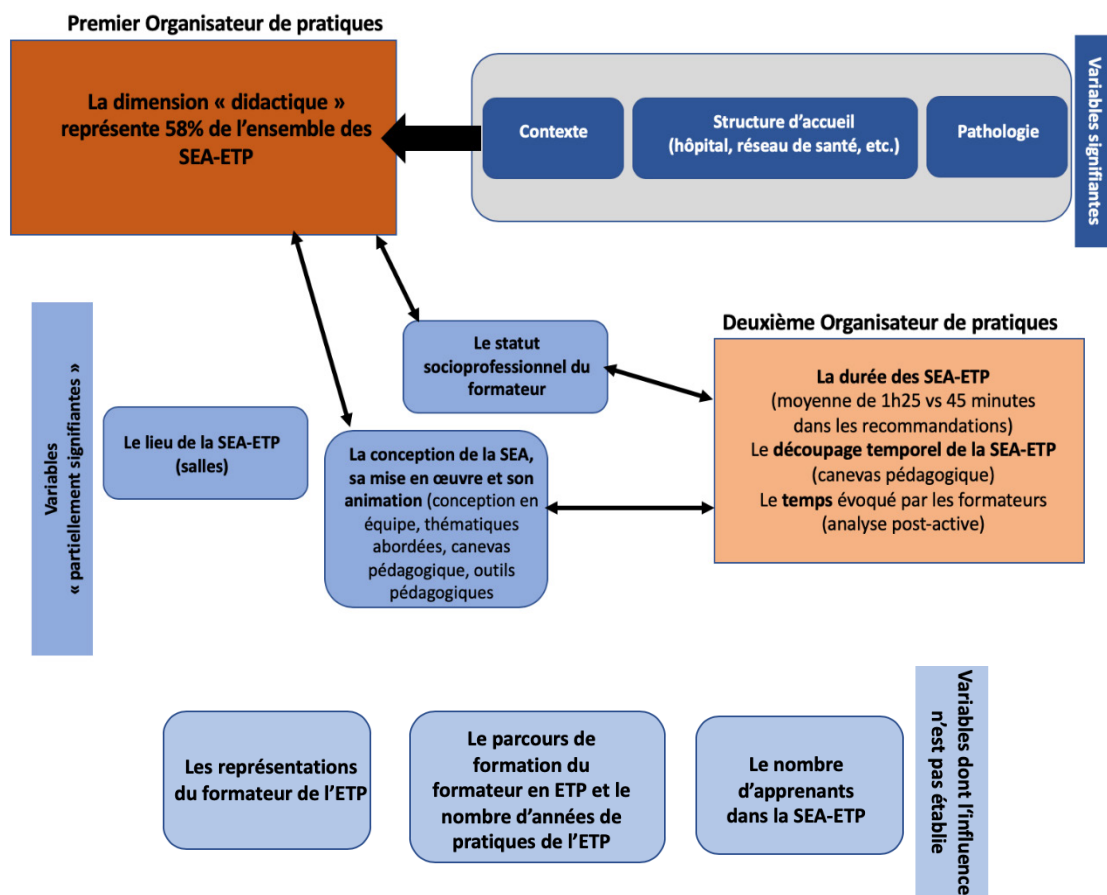 Premier Organisateur de pratiques
La dimension « didactique »
représente 58% de l’ensemble des
SEA-ETP
Contexte
Structure d’accueil
(hôpital, réseau de santé, etc.)
Pathologie
Variables signifiantes
Variables
« partiellement signifiantes »
Le statut
socioprofessionnel du
formateur
Le lieu de la SEA-ETP
(salles)
La conception de la SEA,
sa mise en œuvre et son
animation (conception en
équipe, thématiques
abordées, canevas
pédagogique, outils
pédagogiques
Deuxième Organisateur de pratiques
La durée des SEA-ETP
(moyenne de 1h25 vs 45 minutes
dans les recommandations)
Le découpage temporel de la SEA-ETP
(canevas pédagogique)
Le temps évoqué par les formateurs
(analyse post-active)
Les représentations
du formateur de l’ETP
Le parcours de
formation du
formateur en ETP et le
nombre d’années de
pratiques de l’ETP
Le nombre
d’apprenants
dans la SEA-ETP
Variables dont l’influence
n’est pas établie